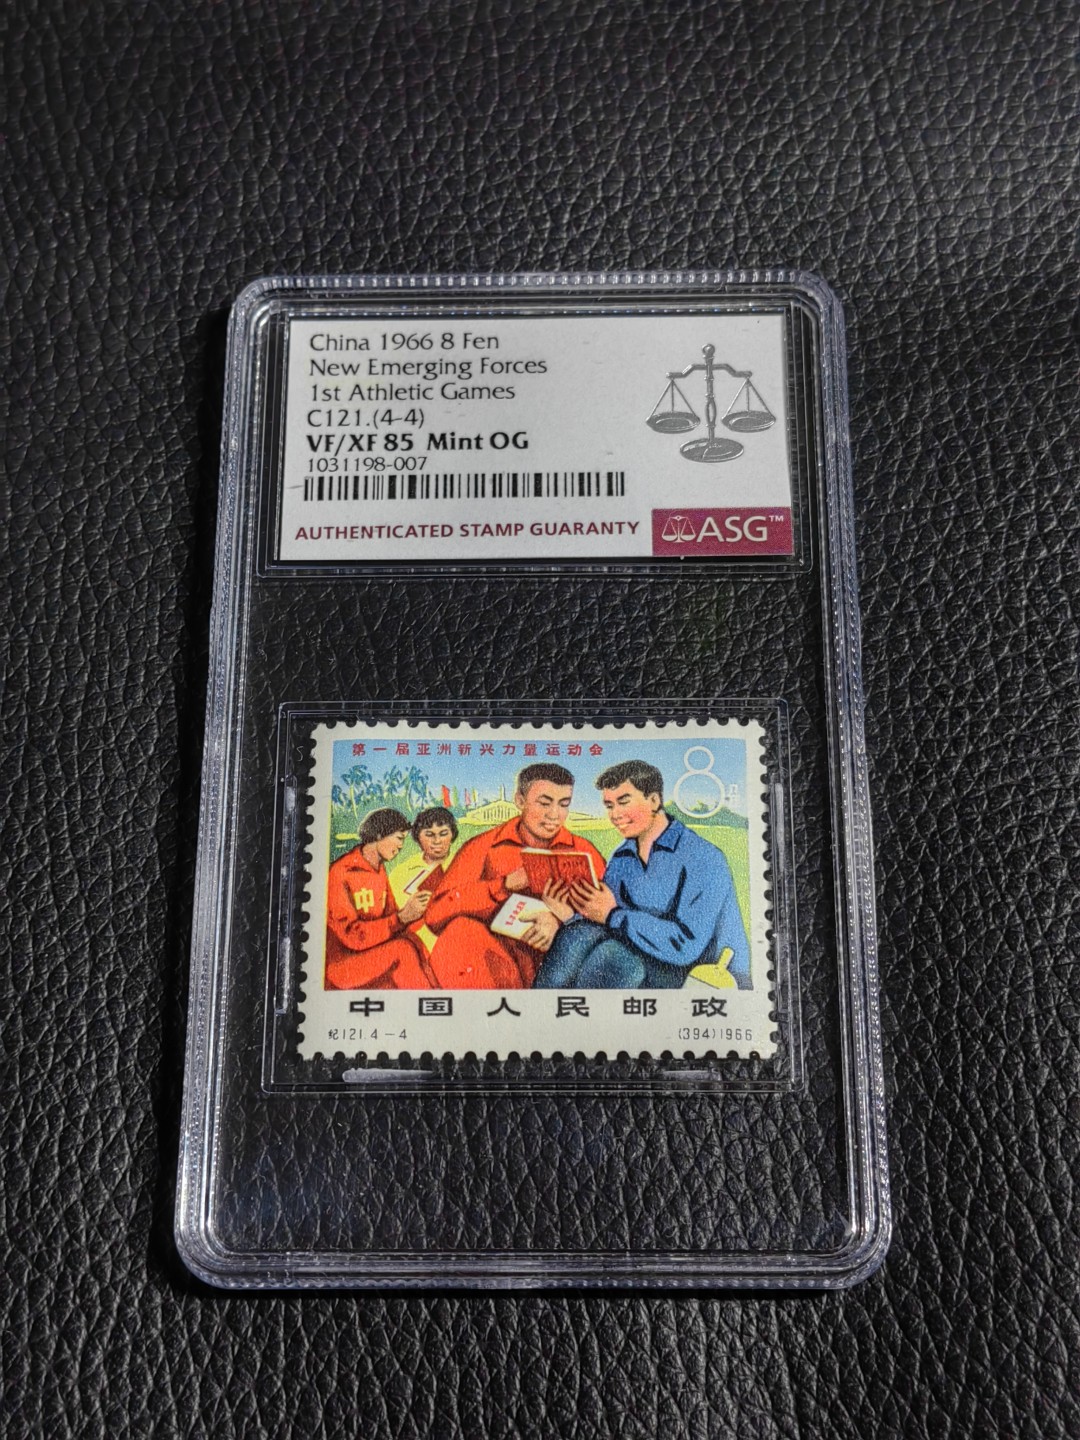 China 1966 8 Fen
New Emerging Forces
1st Athletic Games
C121.(4-4)
VF/XF 85 Mint OG
1031198-007
AUTHENTICATED STAMP GUARANTY
ASG™
第一届亚洲新兴力量运动会
8分
中
中国人民邮政
纪121.4-4
(394)1966